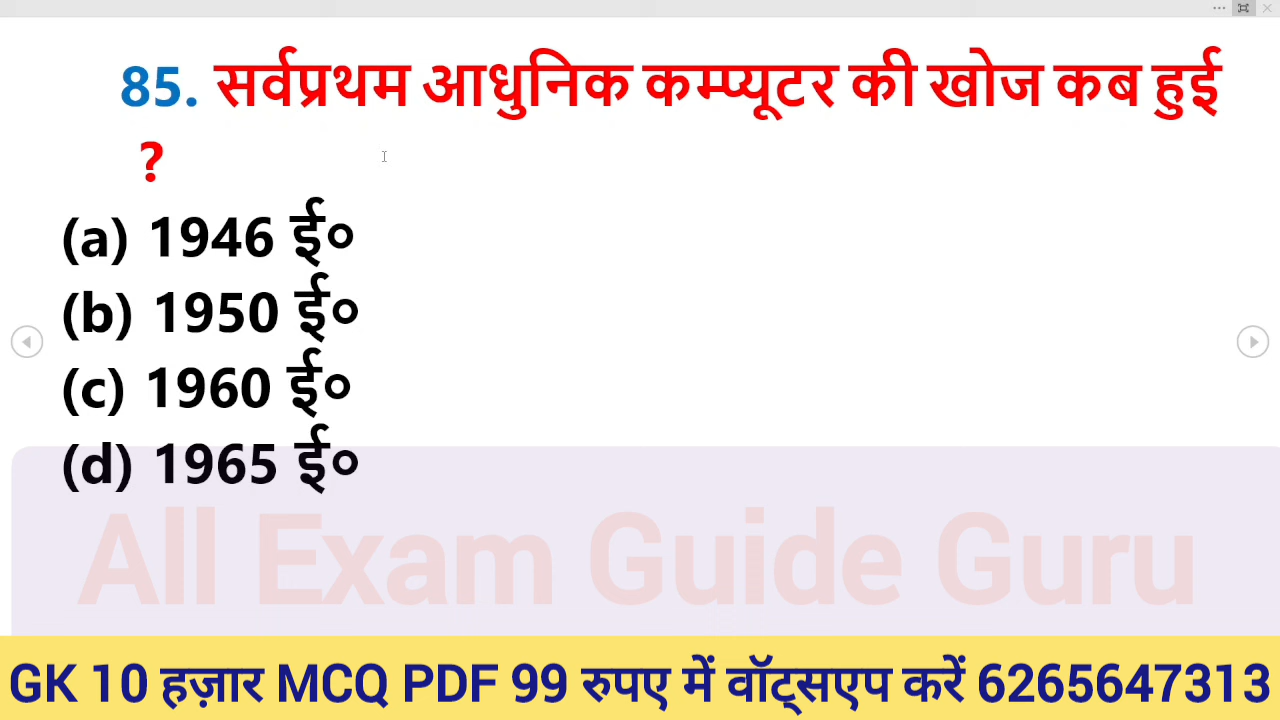 85. सर्वप्रथम आधुनिक कम्प्यूटर की खोज कब हुई
?
(a) 1946 ई०
(b) 1950 ई०
(c) 1960 ई०
(d) 1965 ई०
All Exam Guide Guru
GK 10 हज़ार MCQ PDF 99 रुपए में वॉट्सएप करें 6265647313